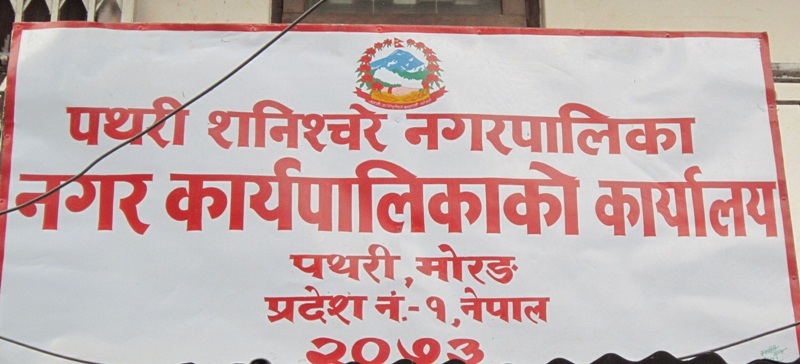 पथरी शनिश्चरे नगरपालिका
नगर कार्यपालिकाको कार्यालय
पथरी, मोरङ
प्रदेश नं.-१, नेपाल
२०७३